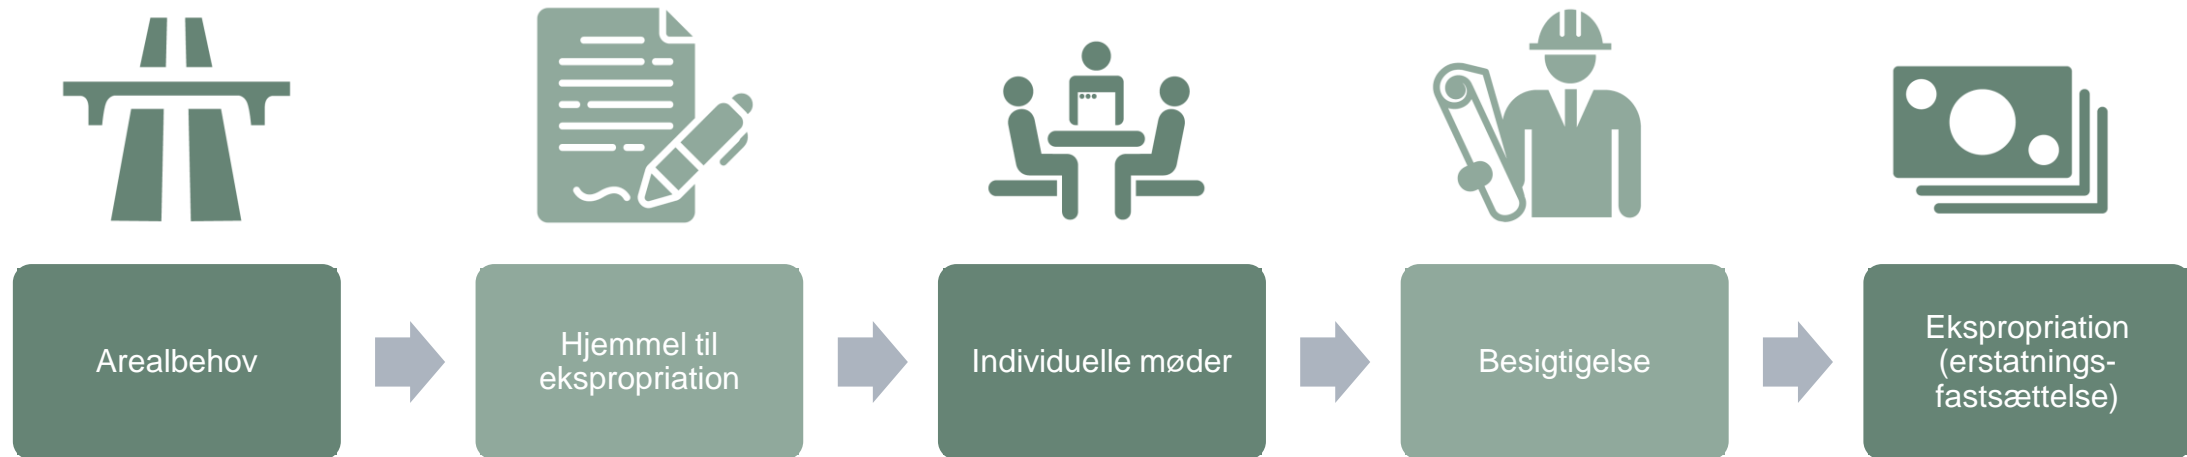 Arealbehov
Hjemmel til
ekspropriation
Individuelle møder
Besigtigelse
Ekspropriation
(erstatnings-
fastsættelse)